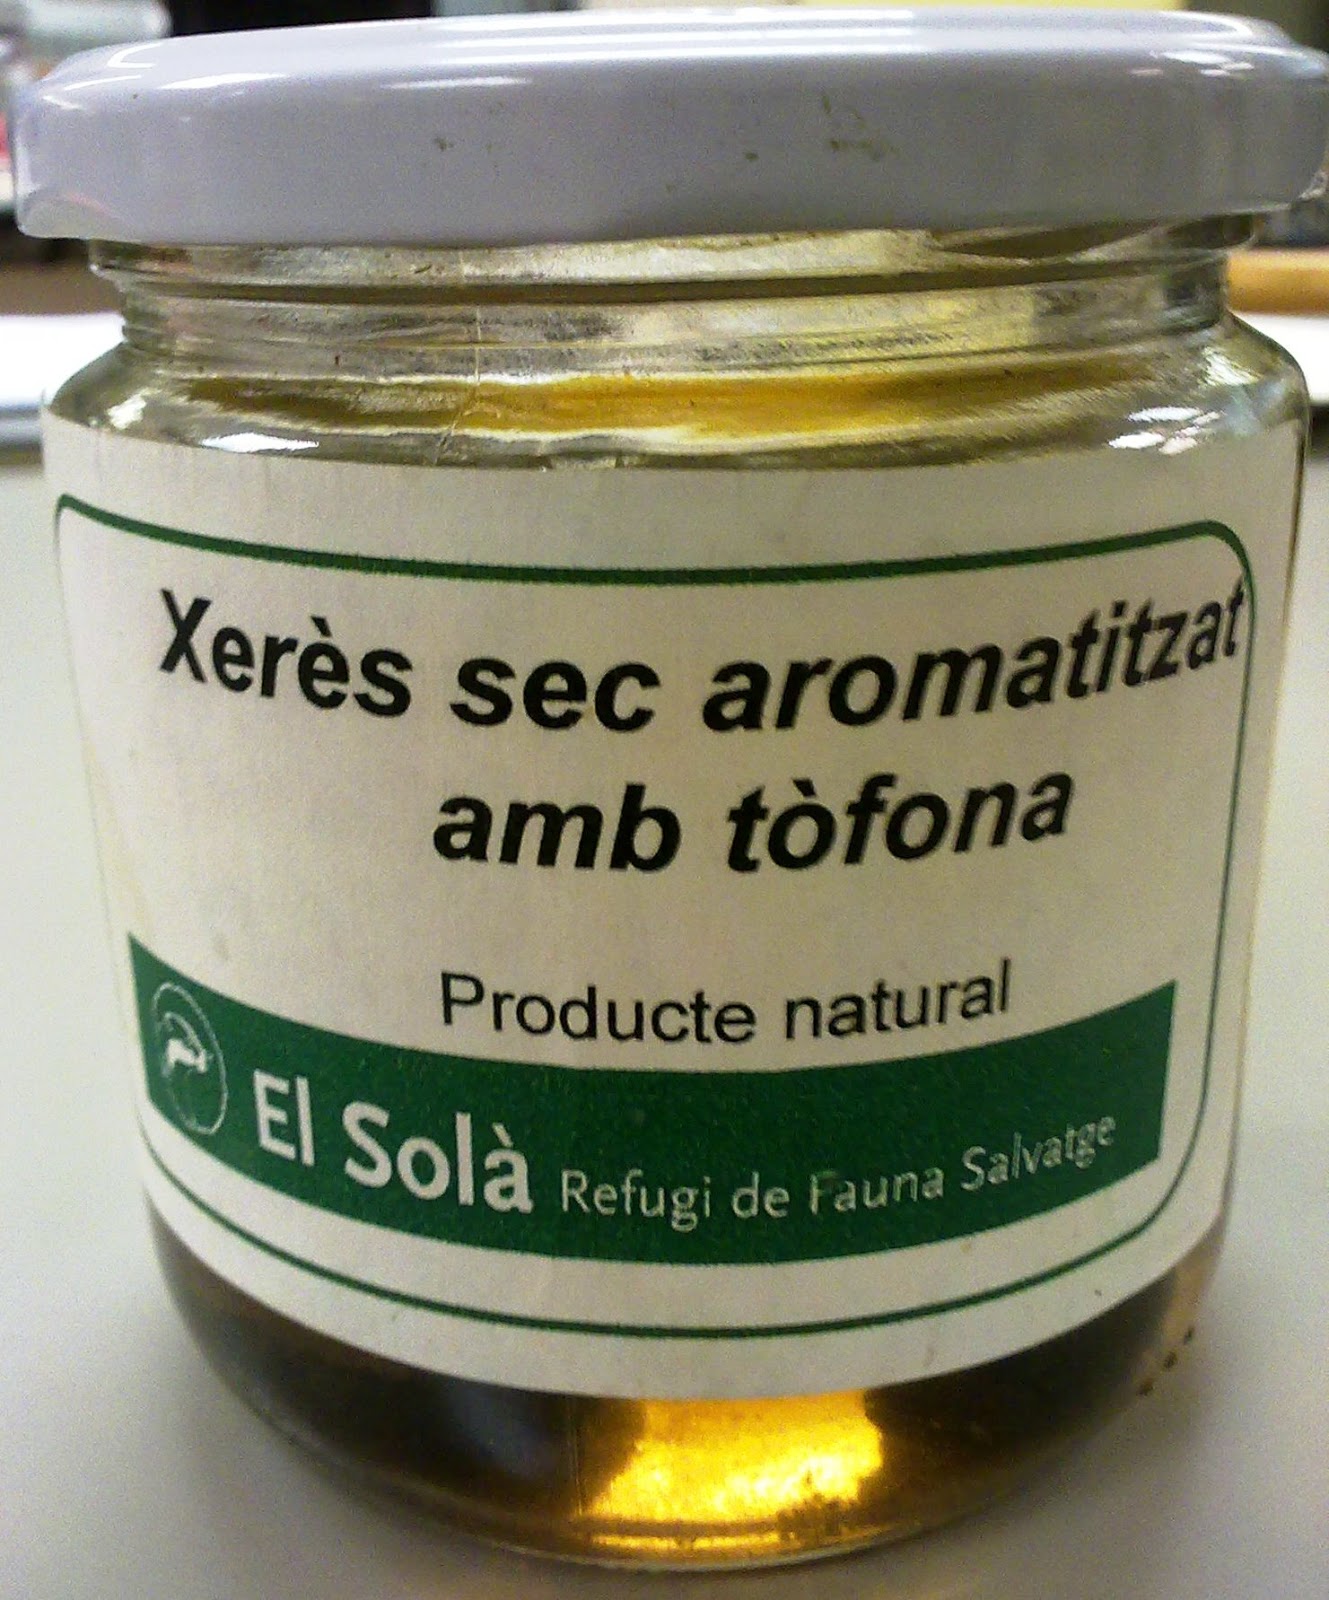 Xerès sec aromatitzat
amb tòfona
Producte natural
El Solà Refugi de Fauna Salvatge